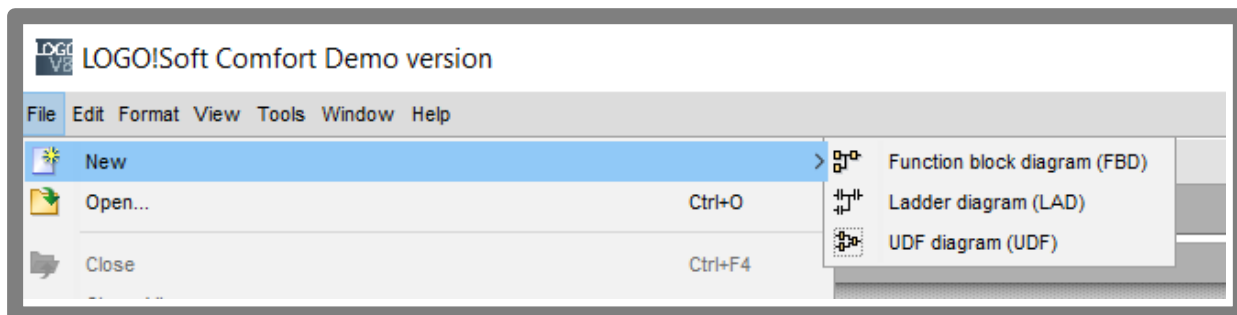 LOGO!Soft Comfort Demo version
File Edit Format View Tools Window Help
New
Function block diagram (FBD)
Open... Ctrl+O
Ladder diagram (LAD)
UDF diagram (UDF)
Close Ctrl+F4